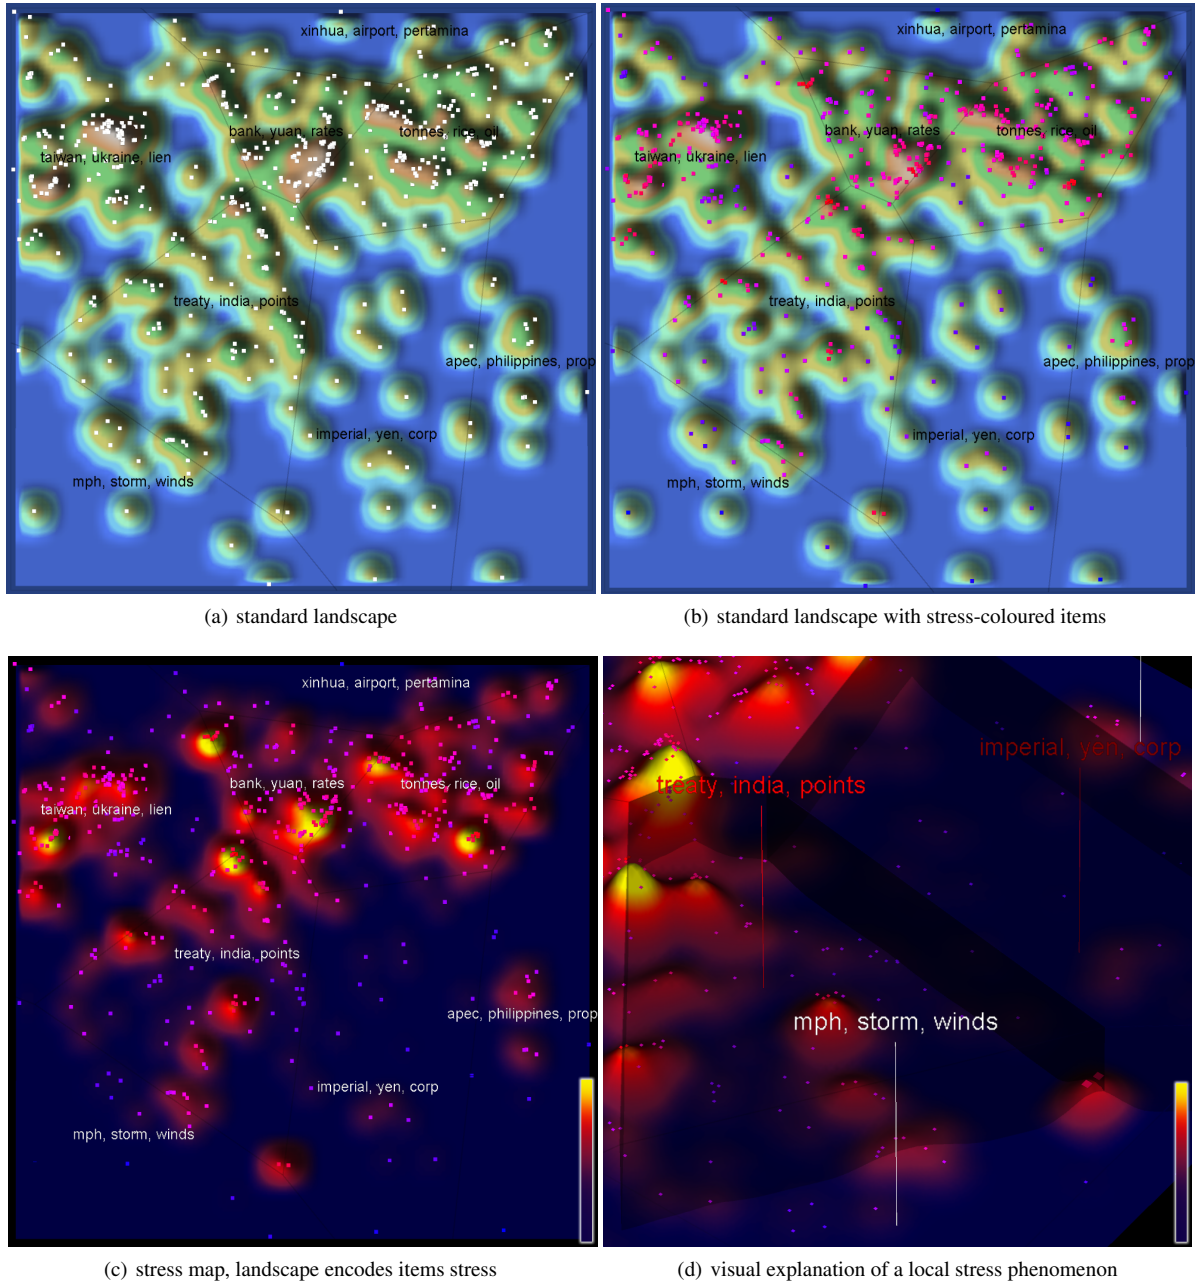 xinhua, airport, pertamina
bank, yuan, rates
tonnes, rice, oil
taiwan, ukraine, lien
treaty, india, points
apec, philippines, prop
imperial, yen, corp
mph, storm, winds
xinhua, airport, pertamina
bank, yuan, rates
tonnes, rice, oil
taiwan, ukraine, lien
treaty, india, points
apec, philippines, prop
imperial, yen, corp
mph, storm, winds
(a) standard landscape
(b) standard landscape with stress-coloured items
xinhua, airport, pertamina
bank, yuan, rates
tonnes, rice, oil
taiwan, ukraine, lien
treaty, india, points
apec, philippines, prop
imperial, yen, corp
mph, storm, winds
imperial, yen, corp
treaty, india, points
mph, storm, winds
(c) stress map, landscape encodes items stress
(d) visual explanation of a local stress phenomenon